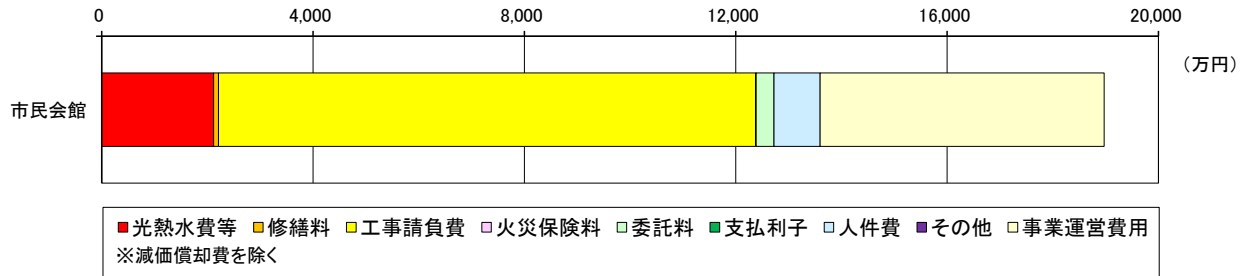 0 4,000 8,000 12,000 16,000 20,000
（万円）
市民会館
■光熱水費等 ■修繕料 ■工事請負費 ■火災保険料 ■委託料 ■支払利子 ■人件費 ■その他 ■事業運営費用
※減価償却費を除く